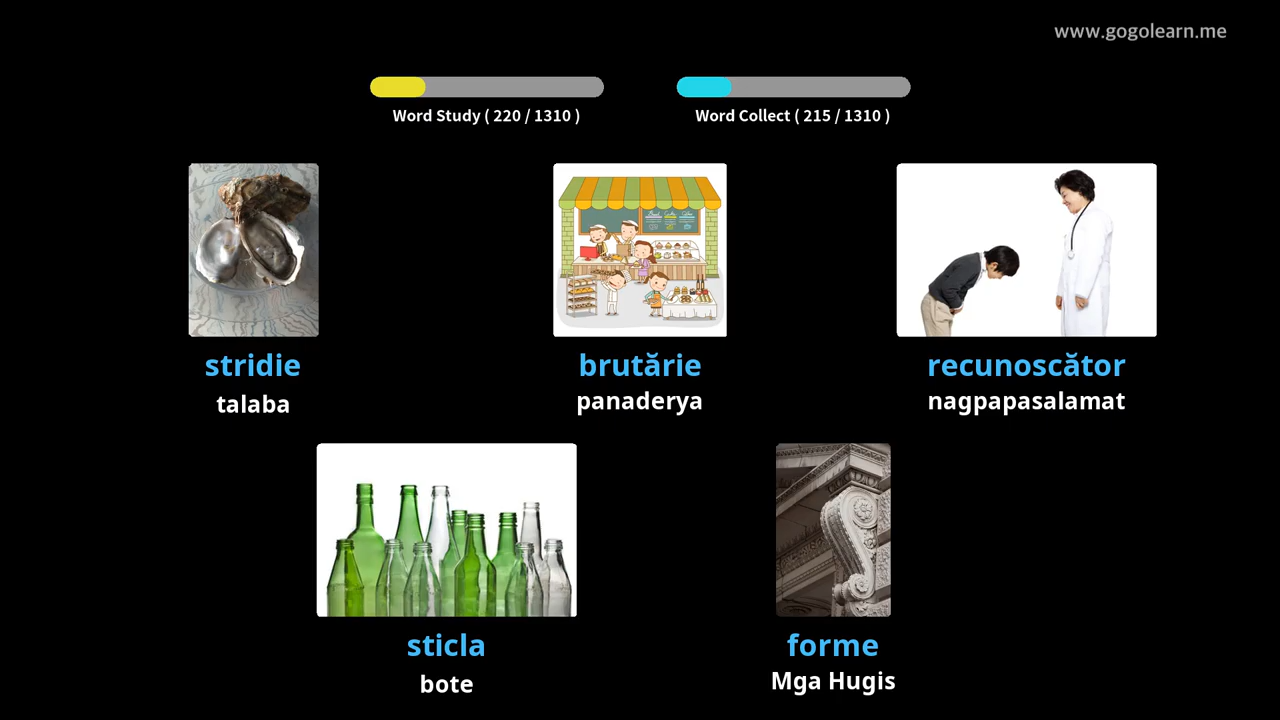 www.gogolearn.me
Word Study ( 220 / 1310 )
Word Collect ( 215 / 1310 )
stridie
talaba
brutărie
panaderya
recunoscător
nagpapasalamat
sticla
bote
forme
Mga Hugis